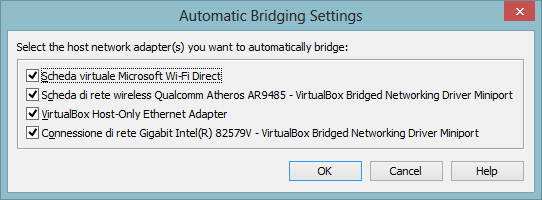 Automatic Bridging Settings
Select the host network adapter(s) you want to automatically bridge:
Scheda virtuale Microsoft Wi-Fi Direct
Scheda di rete wireless Qualcomm Atheros AR9485 - VirtualBox Bridged Networking Driver Miniport
VirtualBox Host-Only Ethernet Adapter
Connessione di rete Gigabit Intel(R) 82579V - VirtualBox Bridged Networking Driver Miniport
OK Cancel Help